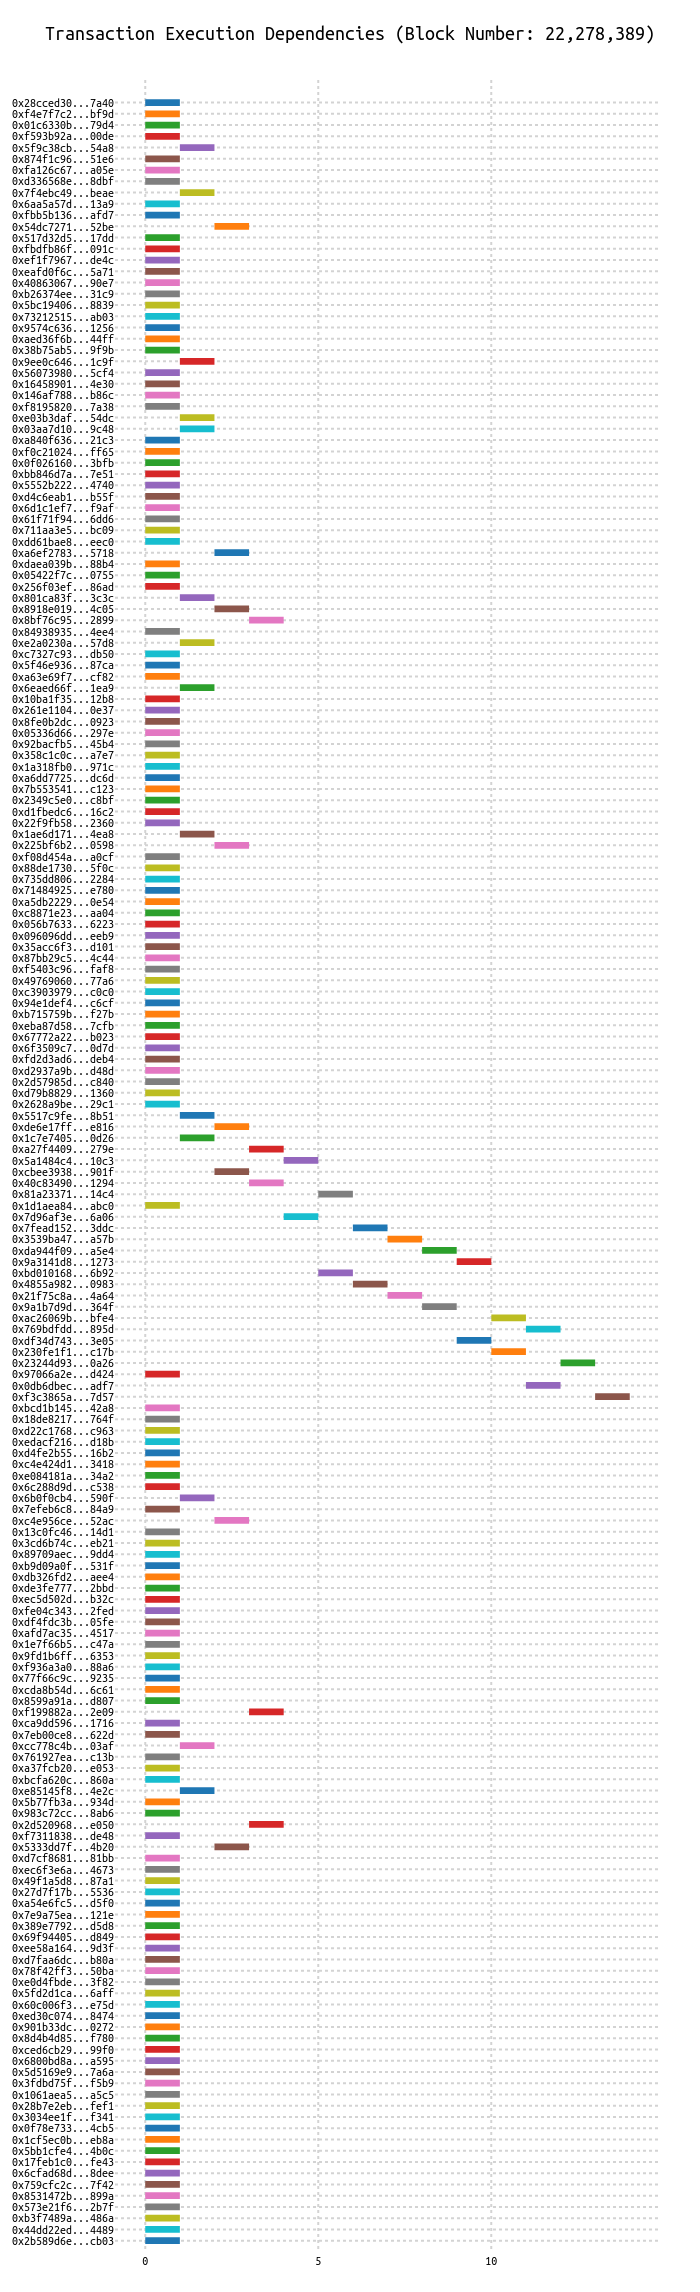 Transaction Execution Dependencies (Block Number: 22,278,389)
0x28cced30...7a40
0xf4e7f7c2...bf9d
0x01c6330b...79d4
0xf593b92a...00de
0x5f9c38cb...54a8
0x874f1c96...51e6
0xfa126c67...a05e
0xd336568e...8dbf
0x7f4ebc49...beae
0x6aa5a57d...13a9
0xfbb5b136...afd7
0x54dc7271...52be
0x517d32d5...17dd
0xfbdfb86f...091c
0xef1f7967...de4c
0xeafd0f6c...5a71
0x40863067...90e7
0xb26374ee...31c9
0x5bc19406...8839
0x73212515...ab03
0x9574c636...1256
0xaed36f6b...44ff
0x38b75ab5...9f9b
0x9ee0c646...1c9f
0x56073980...5cf4
0x16458901...4e30
0x146af788...b86c
0xf8195820...7a38
0xe03b3daf...54dc
0x03aa7d10...9c48
0xa840f636...21c3
0xf0c21024...ff65
0x0f026160...3bfb
0xbb846d7a...7e51
0x5552b222...4740
0xd4c6eab1...b55f
0x6d1c1ef7...f9af
0x61f71f94...6dd6
0x711aa3e5...bc09
0xdd61bae8...eec0
0xa6ef2783...5718
0xdaea039b...88b4
0x05422f7c...0755
0x256f03ef...86ad
0x801ca83f...3c3c
0x8918e019...4c05
0x8bf76c95...2899
0x84938935...4ee4
0xe2a0230a...57d8
0xc7327c93...db50
0x5f46e936...87ca
0xa63e69f7...cf82
0x6eaed66f...1ea9
0x10ba1f35...12b8
0x261e1104...0e37
0x8fe0b2dc...0923
0x05336d66...297e
0x92bacfb5...45b4
0x358c1c0c...a7e7
0x1a318fb0...971c
0xa6dd7725...dc6d
0x7b553541...c123
0x2349c5e0...c8bf
0xd1fbedc6...16c2
0x22f9fb58...2360
0x1ae6d171...4ea8
0x225bf6b2...0598
0xf08d454a...a0cf
0x88de1730...5f0c
0x735dd806...2284
0x71484925...e780
0xa5db2229...0e54
0xc8871e23...aa04
0x056b7633...6223
0x096096dd...eeb9
0x35acc6f3...d101
0x87bb29c5...4c44
0xf5403c96...faf8
0x49769060...77a6
0xc3903979...c0c0
0x94e1def4...c6cf
0xb715759b...f27b
0xeba87d58...7cfb
0x67772a22...b023
0x6f3509c7...0d7d
0xfd2d3ad6...deb4
0xd2937a9b...d48d
0x2d57985d...c840
0xd79b8829...1360
0x2628a9be...29c1
0x5517c9fe...8b51
0xde6e17ff...e816
0x1c7e7405...0d26
0xa27f4409...279e
0x5a1484c4...10c3
0xcbee3938...901f
0x40c83490...1294
0x81a23371...14c4
0x1d1aea84...abc0
0x7d96af3e...6a06
0x7fead152...3ddc
0x3539ba47...a57b
0xda944f09...a5e4
0x9a3141d8...1273
0xbd010168...6b92
0x4855a982...0983
0x21f75c8a...4a64
0x9a1b7d9d...364f
0xac26069b...bfe4
0x769bdfdd...895d
0xdf34d743...3e05
0x230fe1f1...c17b
0x23244d93...0a26
0x97066a2e...d424
0x0db6dbec...adf7
0xf3c3865a...7d57
0xbcd1b145...42a8
0x18de8217...764f
0xd22c1768...c963
0xedacf216...d18b
0xd4fe2b55...16b2
0xc4e424d1...3418
0xe084181a...34a2
0x6c288d9d...c538
0x6b0f0cb4...590f
0x7efeb6c8...84a9
0xc4e956ce...52ac
0x13c0fc46...14d1
0x3cd6b74c...eb21
0x89709aec...9dd4
0xb9d09a0f...531f
0xdb326fd2...aee4
0xde3fe777...2bbd
0xec5d502d...b32c
0xfe04c343...2fed
0xdf4fdc3b...05fe
0xafd7ac35...4517
0x1e7f66b5...c47a
0x9fd1b6ff...6353
0xf936a3a0...88a6
0x77f66c9c...9235
0xcda8b54d...6c61
0x8599a91a...d807
0xf199882a...2e09
0xca9dd596...1716
0x7eb00ce8...622d
0xcc778c4b...03af
0x761927ea...c13b
0xa37fcb20...e053
0xbcfa620c...860a
0xe85145f8...4e2c
0x5b77fb3a...934d
0x983c72cc...8ab6
0x2d520968...e050
0xf7311838...de48
0x5333dd7f...4b20
0xd7cf8681...81bb
0xec6f3e6a...4673
0x49f1a5d8...87a1
0x27d7f17b...5536
0xa54e6fc5...d5f0
0x7e9a75ea...121e
0x389e7792...d5d8
0x69f94405...d849
0xee58a164...9d3f
0xd7faa6dc...b80a
0x78f42ff3...50ba
0xe0d4fbde...3f82
0x5fd2d1ca...6aff
0x60c006f3...e75d
0xed30c074...8474
0x901b33dc...0272
0x8d4b4d85...f780
0xced6cb29...99f0
0x6800bd8a...a595
0x5d5169e9...7a6a
0x3fdbd75f...f5b9
0x1061aea5...a5c5
0x28b7e2eb...fef1
0x3034ee1f...f341
0x0f78e733...4cb5
0x1cf5ec0b...eb8a
0x5bb1cfe4...4b0c
0x17feb1c0...fe43
0x6cfad68d...8dee
0x759cfc2c...7f42
0x8531472b...899a
0x573e21f6...2b7f
0xb3f7489a...486a
0x44dd22ed...4489
0x2b589d6e...cb03
0 5 10